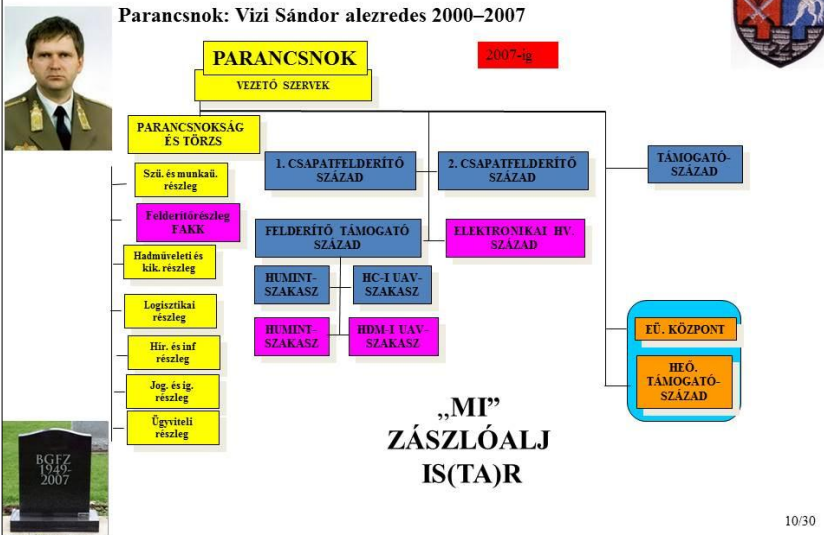 Parancsnok: Vizi Sándor alezredes 2000–2007
PARANCSNOK
VEZETŐ SZERVEK
2007-ig
24
PARANCSNOKSÁG
ÉS TÖRZS
1. CSAPATFELDERÍTŐ
SZÁZAD
2. CSAPATFELDERÍTŐ
SZÁZAD
TÁMOGATÓ-
SZÁZAD
Szü. és munkaü.
részleg
Felderítőrészleg
FAKK
FELDERÍTŐ TÁMOGATÓ
SZÁZAD
ELEKTRONIKAI HV.
SZÁZAD
Hadműveleti és
kik. részleg
HUMINT-
SZAKASZ
HC-I UAV-
SZAKASZ
Logisztikai
részleg
HUMINT-
SZAKASZ
HDM-I UAV-
SZAKASZ
EÜ. KÖZPONT
Hír. és inf
részleg
HEŐ.
TÁMOGATÓ-
SZÁZAD
Jog. és ig.
részleg
Ügyviteli
részleg
„MI”
ZÁSZLÓALJ
IS(TA)R
BGFZ
1949-
2007
10/30